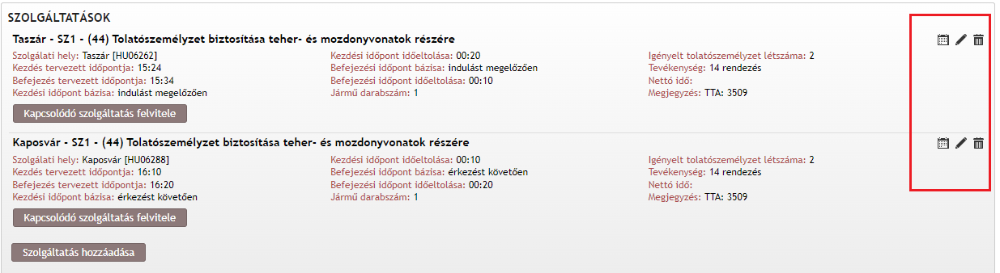 SZOLGÁLTATÁSOK
Taszár - SZ1 - (44) Tolatószemélyzet biztosítása teher- és mozdonyvonatok részére
Szolgálati hely: Taszár [HU06262] Kezdési időpont időeltolása: 00:20 Igényelt tolatószemélyzet létszáma: 2
Kezdés tervezett időpontja: 15:24 Befejezési időpont bázisa: indulást megelőzően Tevékenység: 14 rendezés
Befejezés tervezett időpontja: 15:34 Befejezési időpont időeltolása: 00:10 Nettó idő:
Kezdési időpont bázisa: indulást megelőzően Jármű darabszám: 1 Megjegyzés: TTA: 3509
Kapcsolódó szolgáltatás felvitele
Kaposvár - SZ1 - (44) Tolatószemélyzet biztosítása teher- és mozdonyvonatok részére
Szolgálati hely: Kaposvár [HU06288] Kezdési időpont időeltolása: 00:10 Igényelt tolatószemélyzet létszáma: 2
Kezdés tervezett időpontja: 16:10 Befejezési időpont bázisa: érkezést követően Tevékenység: 14 rendezés
Befejezés tervezett időpontja: 16:20 Befejezési időpont időeltolása: 00:20 Nettó idő:
Kezdési időpont bázisa: érkezést követően Jármű darabszám: 1 Megjegyzés: TTA: 3509
Kapcsolódó szolgáltatás felvitele
Szolgáltatás hozzáadása